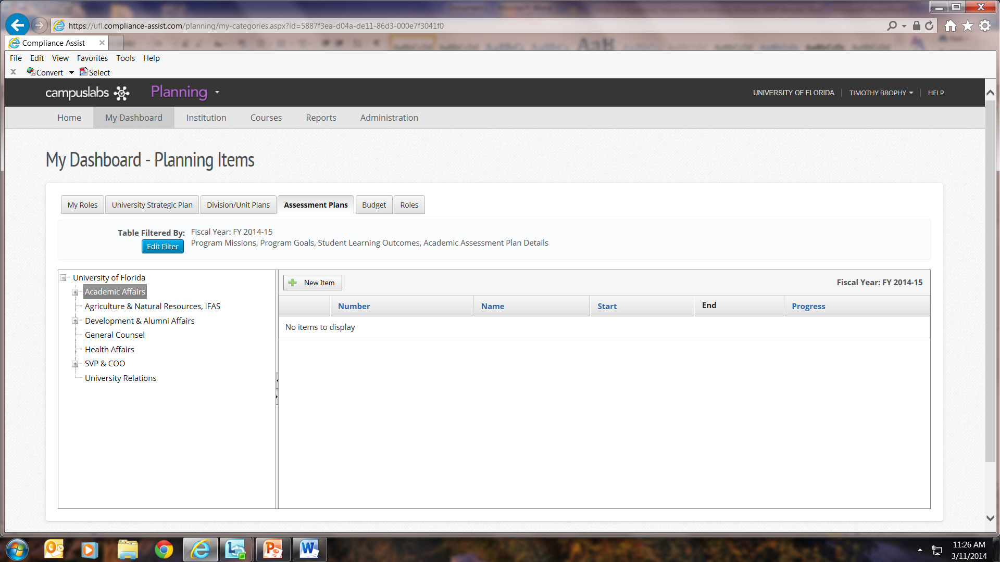 https://ufl.compliance-assist.com/planning/my-categories.aspx?id=5887f3ea-d04a-de11-86d3-000e7f3041f0
Compliance Assist
File Edit View Favorites Tools Help
Convert Select
campuslabs Planning UNIVERSITY OF FLORIDA TIMOTHY BROPHY HELP
Home My Dashboard Institution Courses Reports Administration
My Dashboard - Planning Items
My Roles University Strategic Plan Division/Unit Plans Assessment Plans Budget Roles
Table Filtered By: Fiscal Year: FY 2014-15
Edit Filter Program Missions, Program Goals, Student Learning Outcomes, Academic Assessment Plan Details
University of Florida
Academic Affairs
Agriculture & Natural Resources, IFAS
Development & Alumni Affairs
General Counsel
Health Affairs
SVP & COO
University Relations
New Item Fiscal Year: FY 2014-15
Number Name Start End Progress
No items to display
11:26 AM
3/11/2014